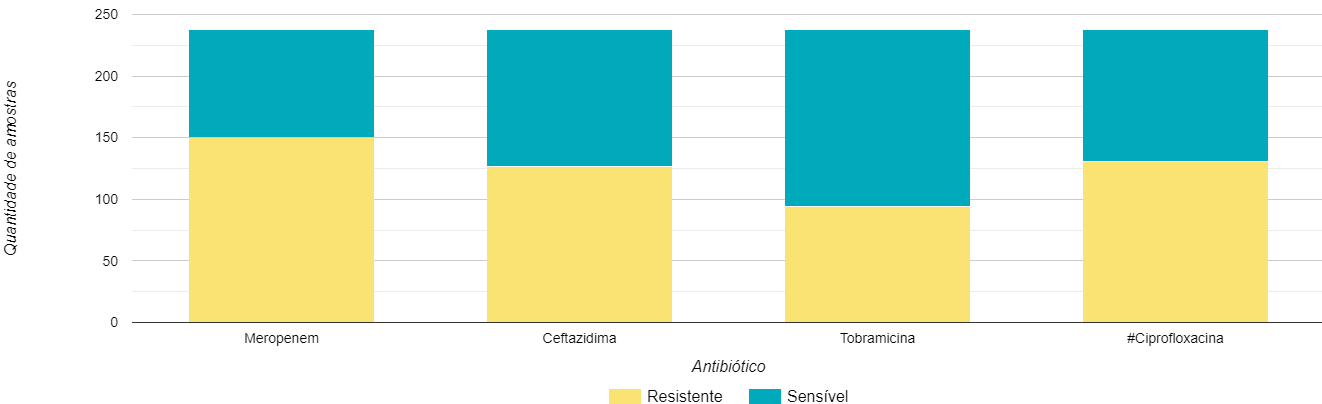 250
200
150
100
50
0
Quantidade de amostras
Meropenem
Ceftazidima
Tobramicina
#Ciprofloxacina
Antibiótico
Resistente
Sensível